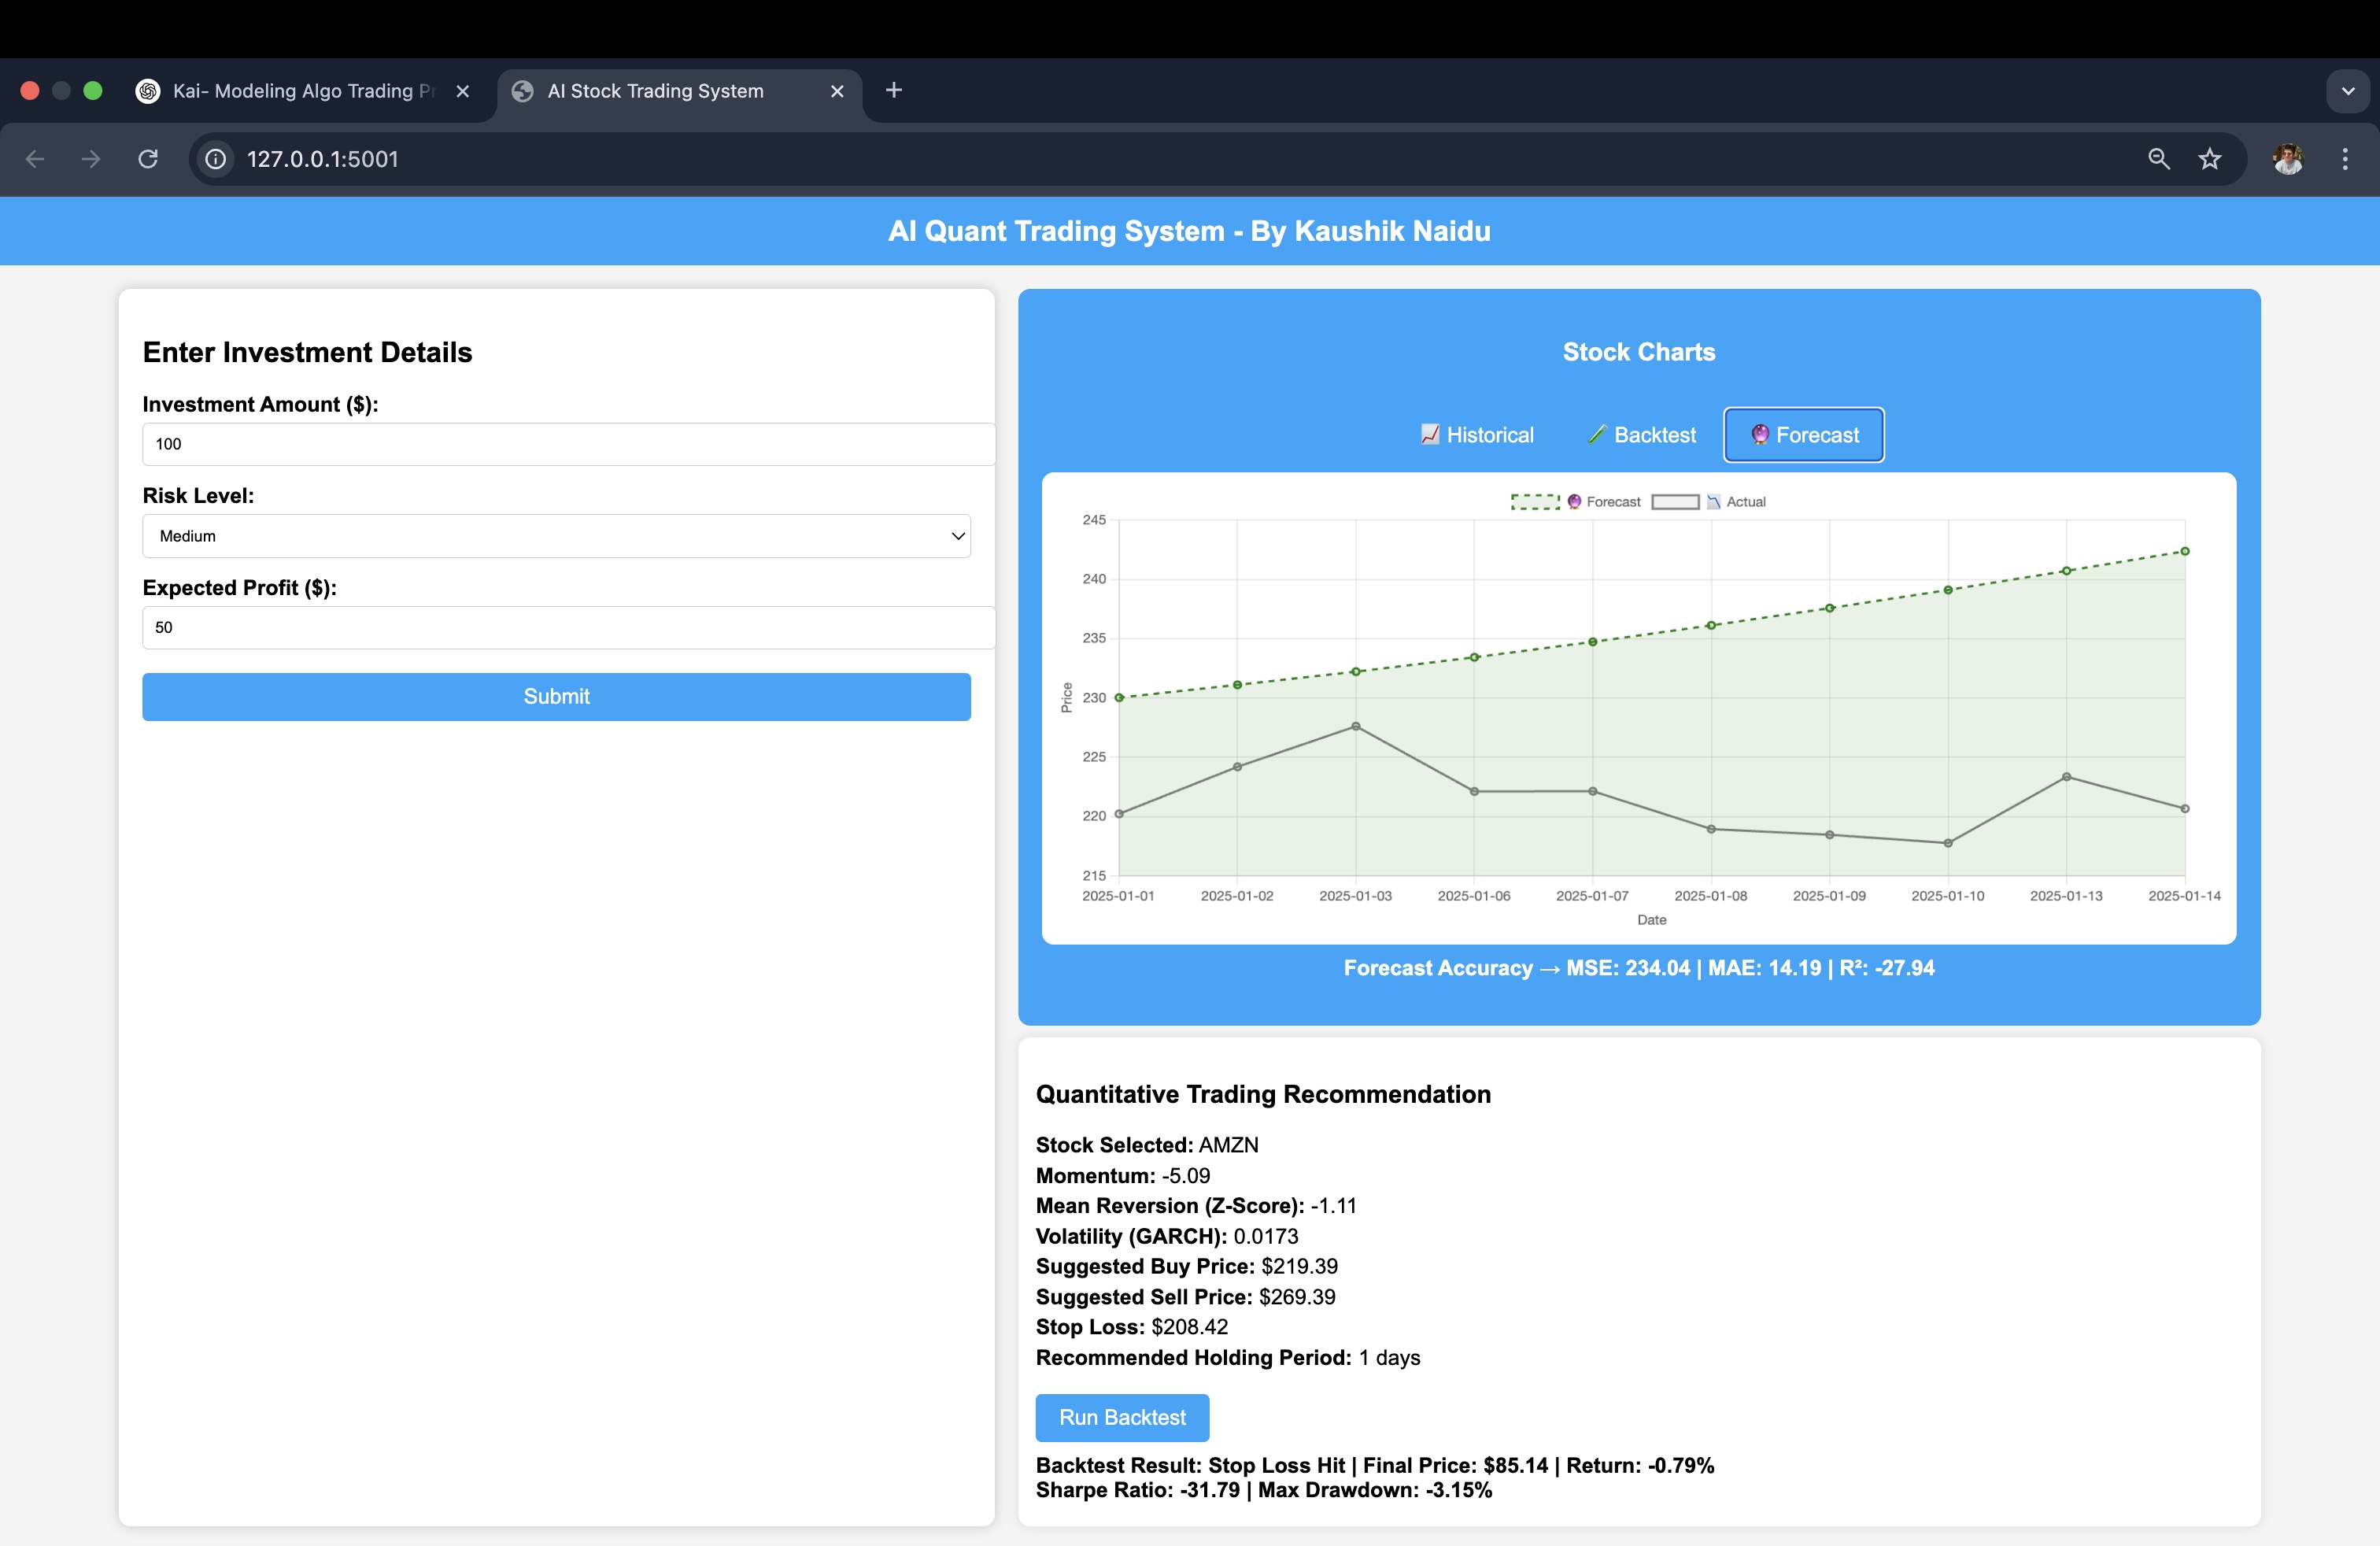 Kai- Modeling Algo Trading Pr
AI Stock Trading System
127.0.0.1:5001
AI Quant Trading System - By Kaushik Naidu
Enter Investment Details
Investment Amount ($):
100
Risk Level:
Medium
Expected Profit ($):
50
Submit
Stock Charts
Historical Backtest Forecast
Forecast Actual
245
240
235
230
225
220
215
Price
2025-01-01 2025-01-02 2025-01-03 2025-01-06 2025-01-07 2025-01-08 2025-01-09 2025-01-10 2025-01-13 2025-01-14
Date
Forecast Accuracy → MSE: 234.04 | MAE: 14.19 | R²: -27.94
Quantitative Trading Recommendation
Stock Selected: AMZN
Momentum: -5.09
Mean Reversion (Z-Score): -1.11
Volatility (GARCH): 0.0173
Suggested Buy Price: $219.39
Suggested Sell Price: $269.39
Stop Loss: $208.42
Recommended Holding Period: 1 days
Run Backtest
Backtest Result: Stop Loss Hit | Final Price: $85.14 | Return: -0.79%
Sharpe Ratio: -31.79 | Max Drawdown: -3.15%